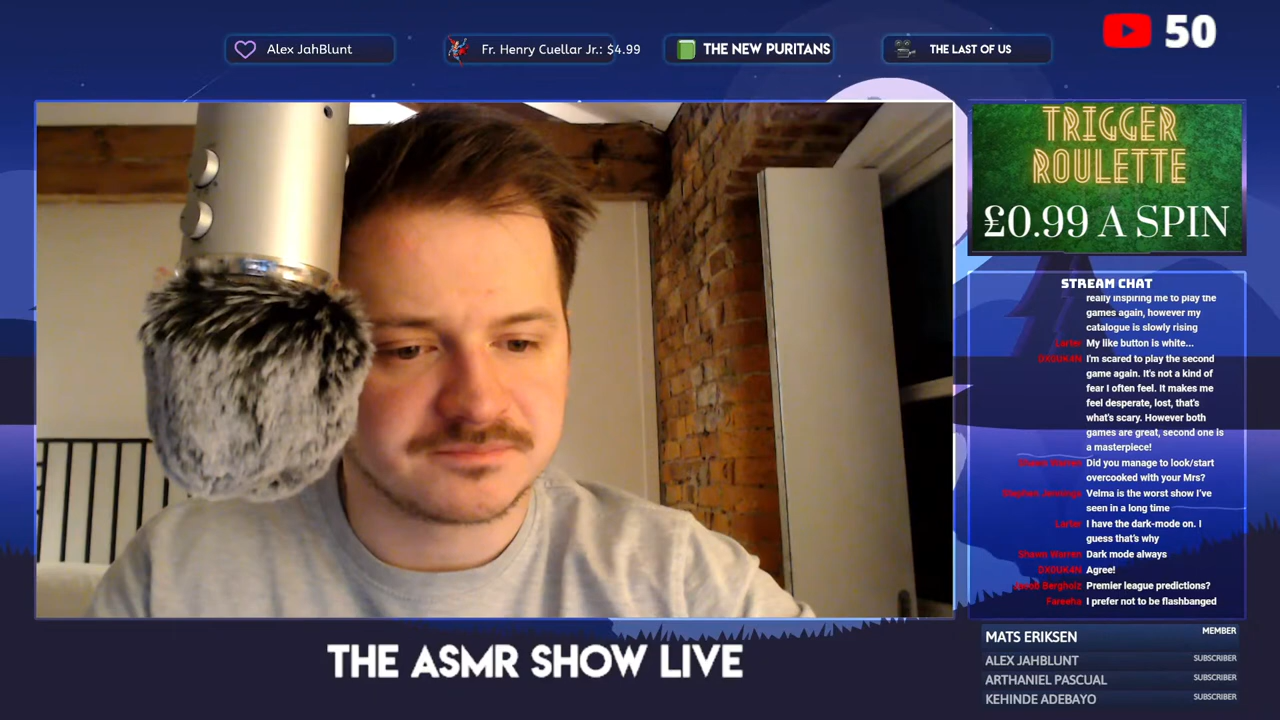 Alex JahBlunt
Fr. Henry Cuellar Jr.: $4.99
THE NEW PURITANS
THE LAST OF US
50
TRIGGER
ROULETTE
£0.99 A SPIN
STREAM CHAT
really inspiring me to play the
games again, however my
catalogue is slowly rising
Larter My like button is white...
I'm scared to play the second
game again. It's not a kind of
fear I often feel. It makes me
feel desperate, lost, that's
what's scary. However both
games are great, second one is
a masterpiece!
Shawn Warren Did you manage to look/start
overcooked with your Mrs?
Stephen Jennings Velma is the worst show I've
seen in a long time
Larter I have the dark-mode on. I
guess that's why
Shawn Warren Dark mode always
Agree!
Jacob Bergholz Premier league predictions?
Fareeha I prefer not to be flashbanged
MATS ERIKSEN MEMBER
ALEX JAHBLUNT SUBSCRIBER
ARTHANIEL PASCUAL SUBSCRIBER
KEHINDE ADEBAYO SUBSCRIBER
THE ASMR SHOW LIVE